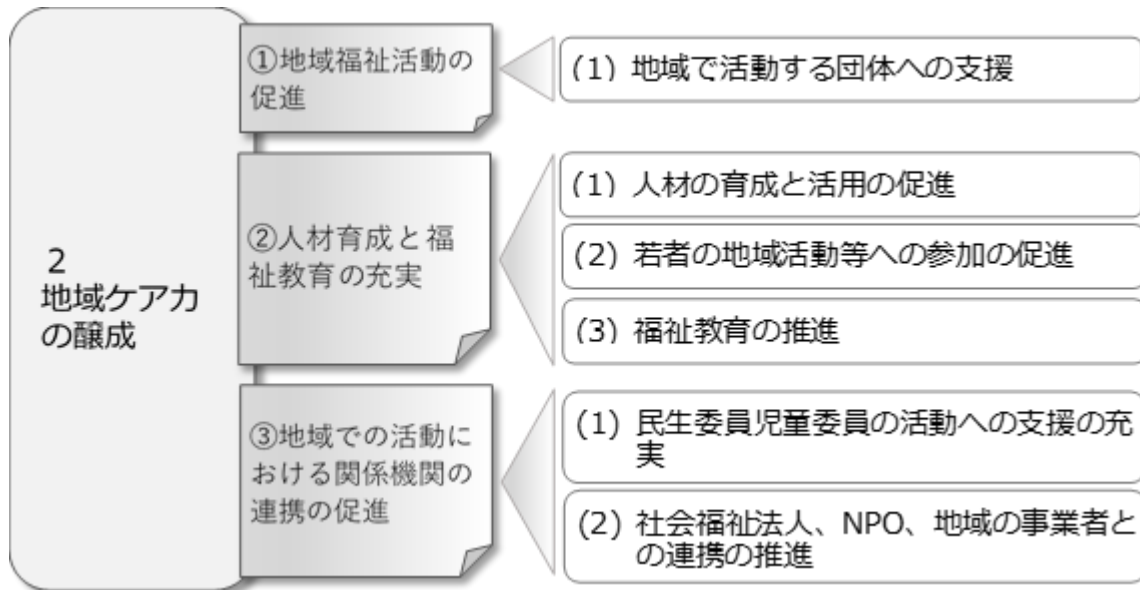 2
地域ケア力
の醸成
①地域福祉活動の
促進
(1) 地域で活動する団体への支援
②人材育成と福
祉教育の充実
(1) 人材の育成と活用の促進
(2) 若者の地域活動等への参加の促進
(3) 福祉教育の推進
③地域での活動に
おける関係機関の
連携の促進
(1) 民生委員児童委員の活動への支援の充
実
(2) 社会福祉法人、NPO、地域の事業者と
の連携の推進